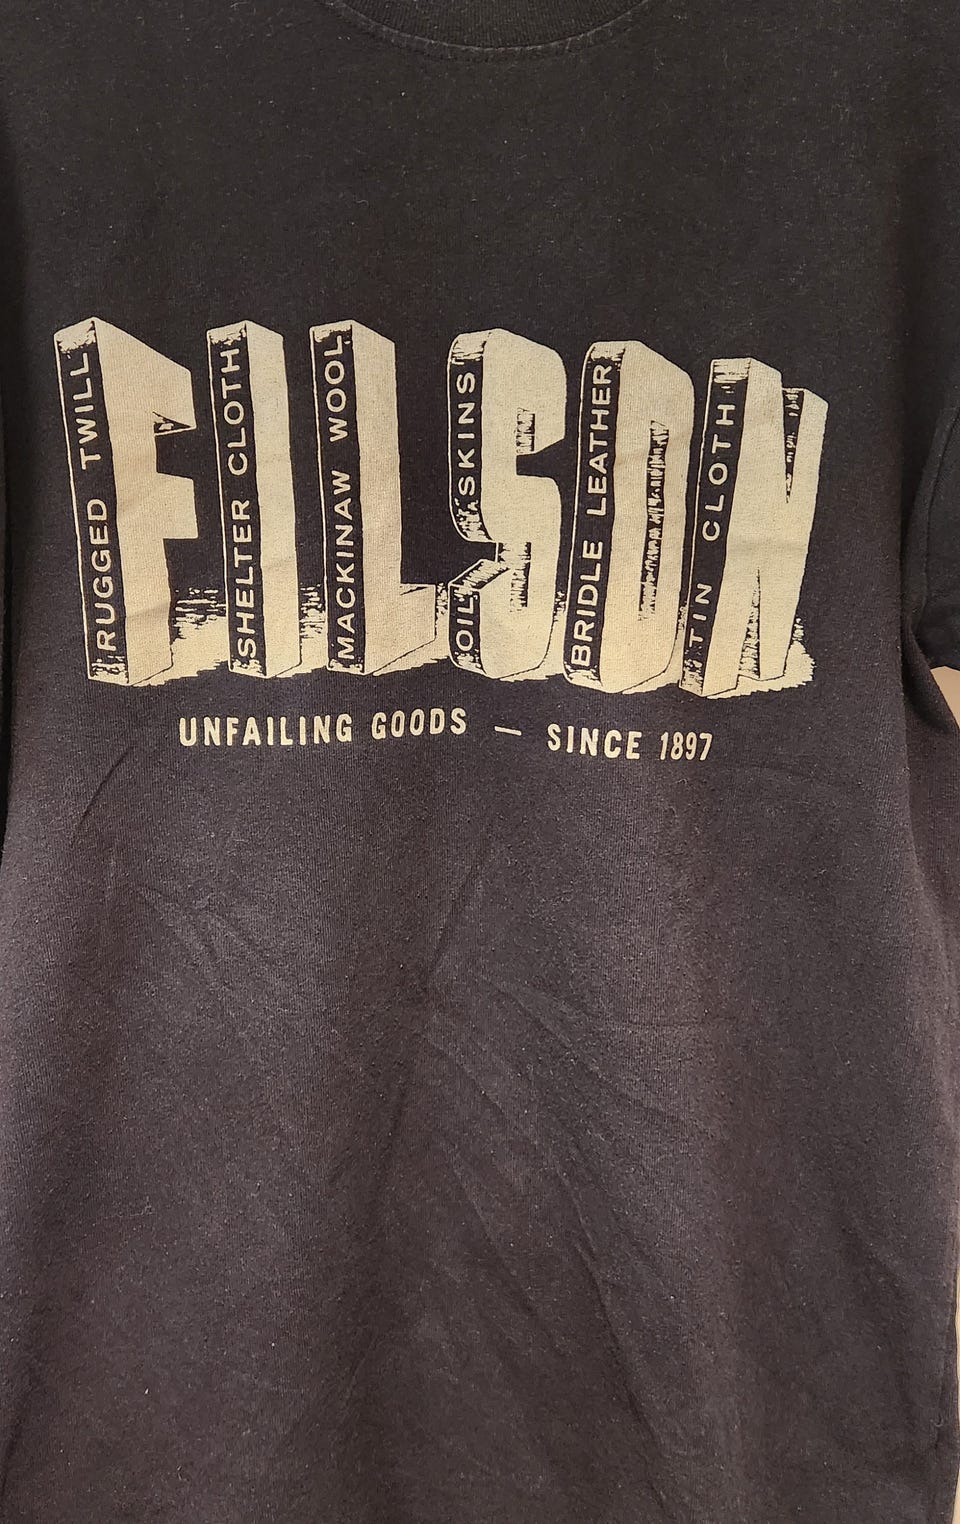 FILSON
RUGGED TWILL
SHELTER CLOTH
MACKINAW WOOL
OIL SKINS
BRIDLE LEATHER
TIN CLOTH
UNFAILING GOODS — SINCE 1897